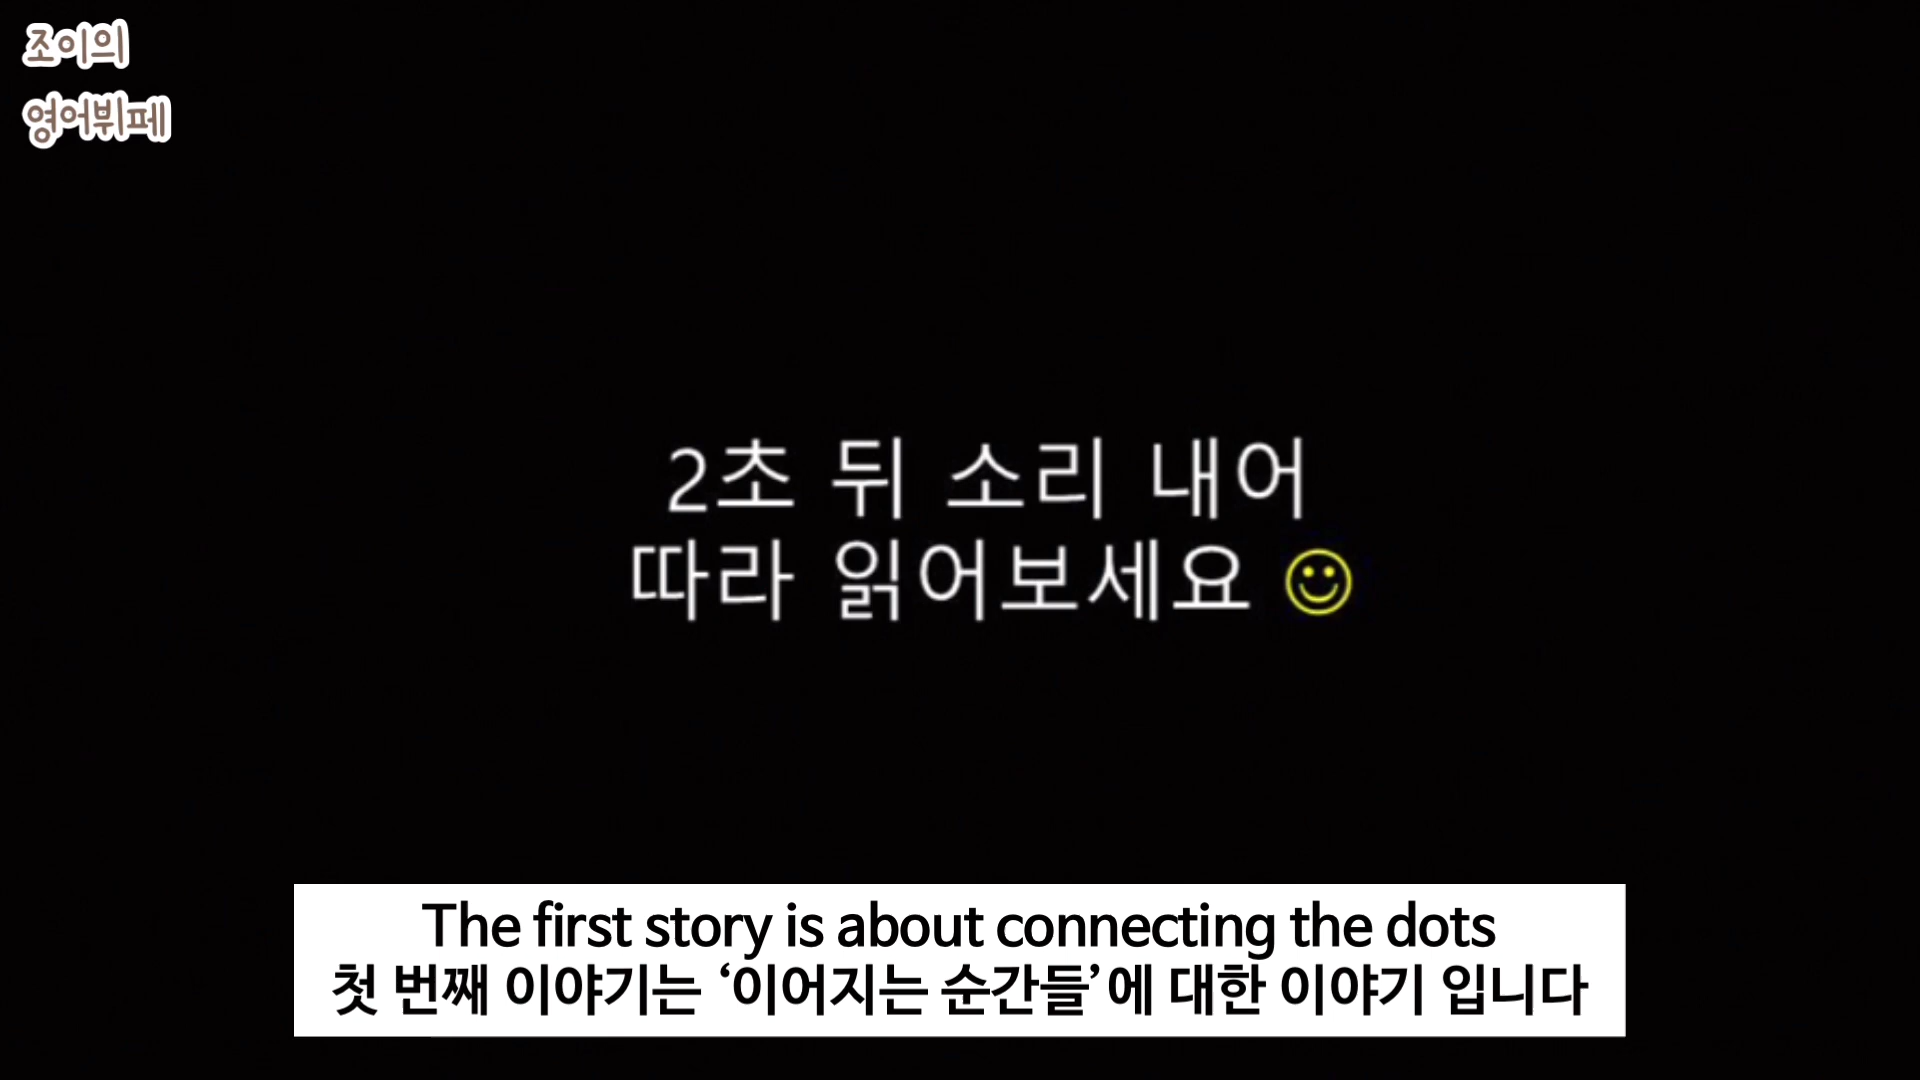 조이의
영어뷔페
2초 뒤 소리 내어
따라 읽어보세요 ☺
The first story is about connecting the dots
첫 번째 이야기는 ‘이어지는 순간들’에 대한 이야기 입니다